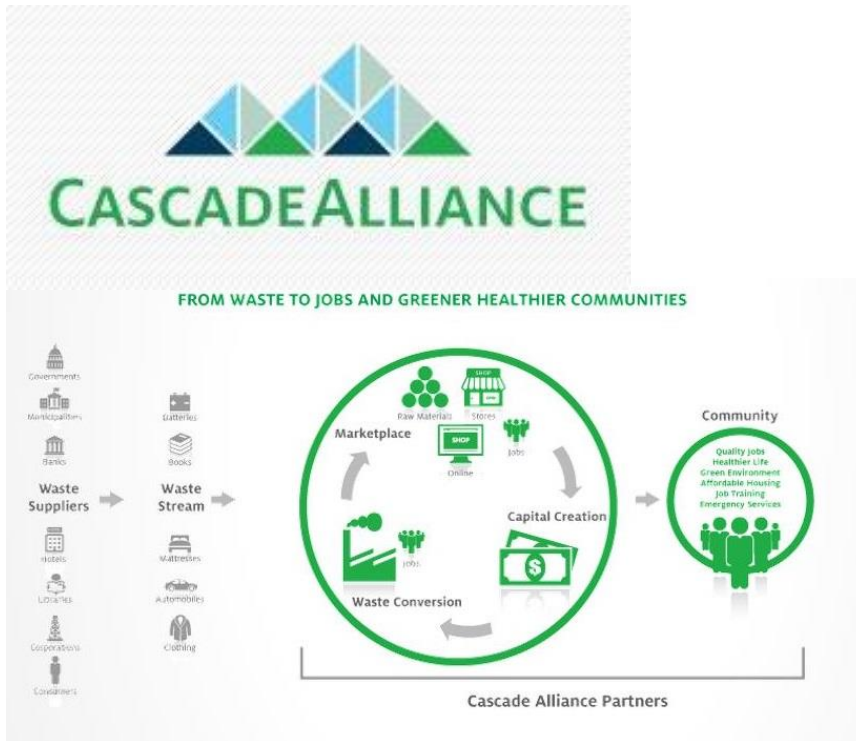 CASCADEALLIANCE
FROM WASTE TO JOBS AND GREENER HEALTHIER COMMUNITIES
Governments
Municipalities
Banks
Waste
Suppliers
Hotels
Libraries
Corporations
Consumers
Batteries
Books
Waste
Stream
Mattresses
Automobiles
Clothing
SHOP
Raw Materials
Stores
Marketplace
SHOP
Jobs
Online
Capital Creation
$
Jobs
Waste Conversion
Community
Quality Jobs
Healthier Life
Green Environment
Affordable Housing
Job Training
Emergency Services
Cascade Alliance Partners